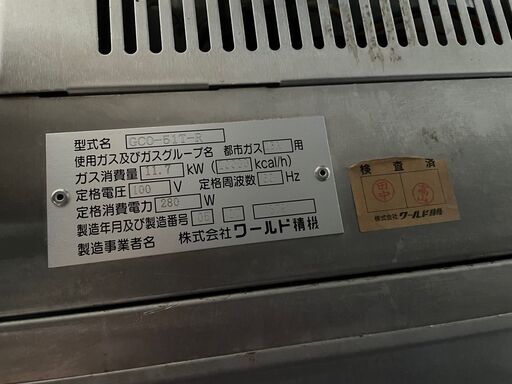 型式名 GCO-51T-R
使用ガス及びガスグループ名 都市ガス 用
ガス消費量 11.7 kW ( kcal/h)
定格電圧 100 V 定格周波数 Hz
定格消費電力 280 W
製造年月及び製造番号 05
製造事業者名 株式会社ワールド精機
検査済
田中
株式会社ワールド精機